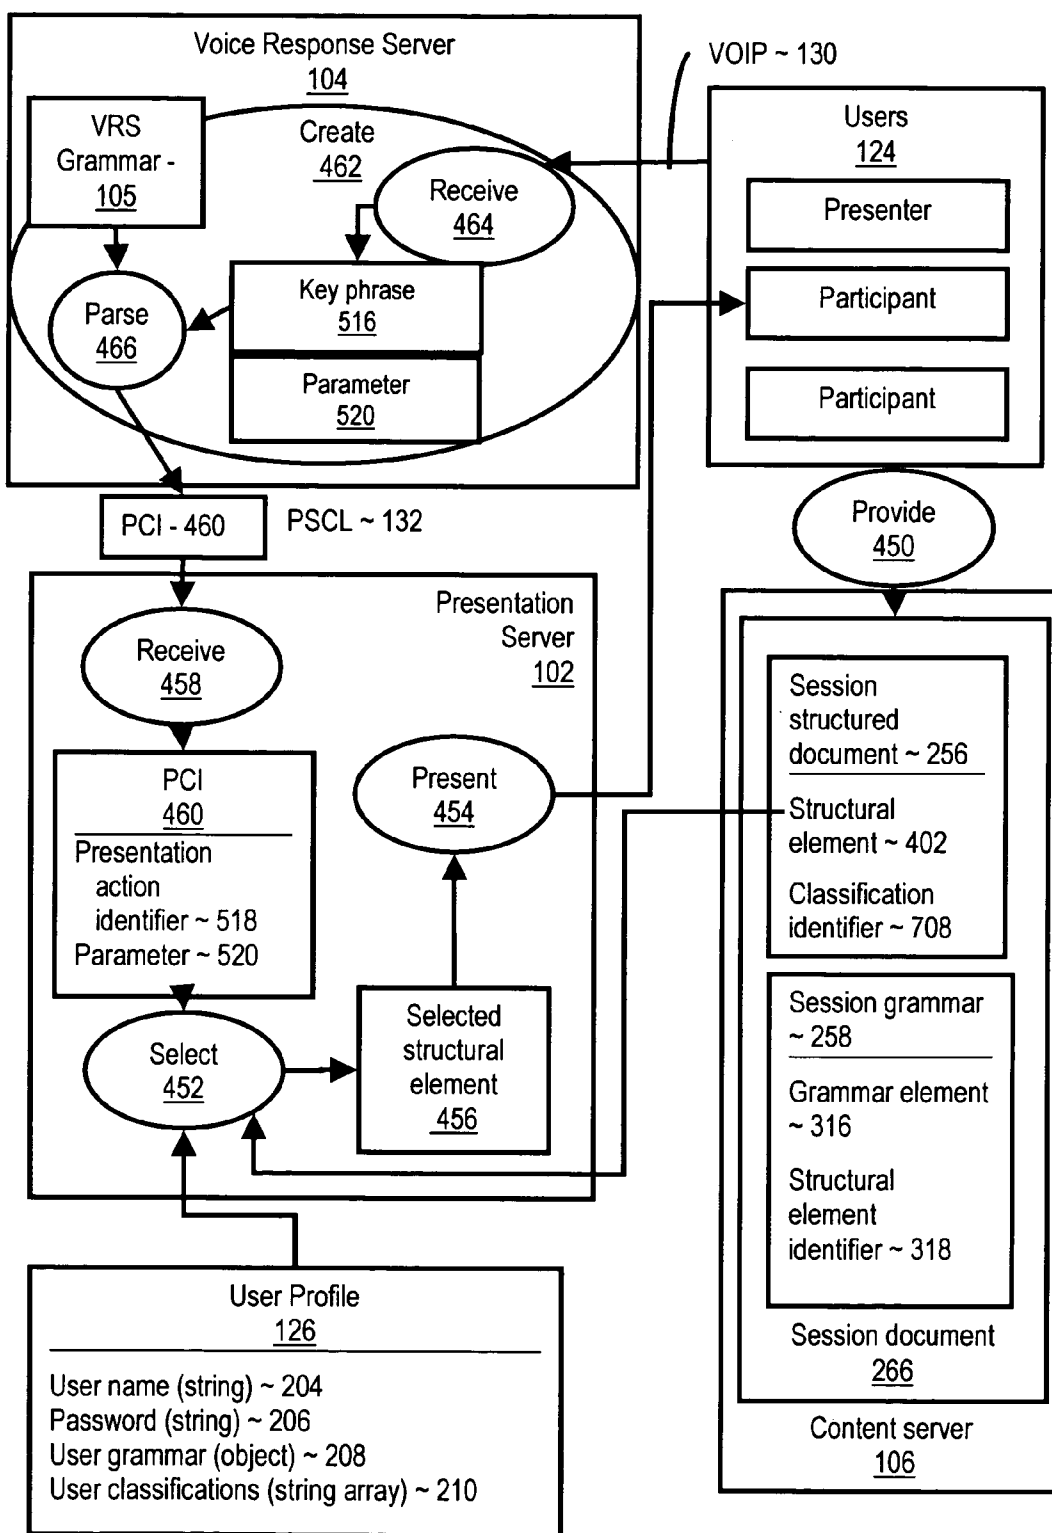 Voice Response Server
104
VRS
Grammar -
105
Create
462
Receive
464
Key phrase
516
Parse
466
Parameter
520
VOIP ~ 130
Users
124
Presenter
Participant
Participant
PCI - 460
PSCL ~ 132
Provide
450
Presentation
Server
102
Receive
458
PCI
460
Presentation
action
identifier ~ 518
Parameter ~ 520
Present
454
Select
452
Selected
structural
element
456
Session
structured
document ~ 256
Structural
element ~ 402
Classification
identifier ~ 708
Session grammar
~ 258
Grammar element
~ 316
Structural
element
identifier ~ 318
Session document
266
Content server
106
User Profile
126
User name (string) ~ 204
Password (string) ~ 206
User grammar (object) ~ 208
User classifications (string array) ~ 210